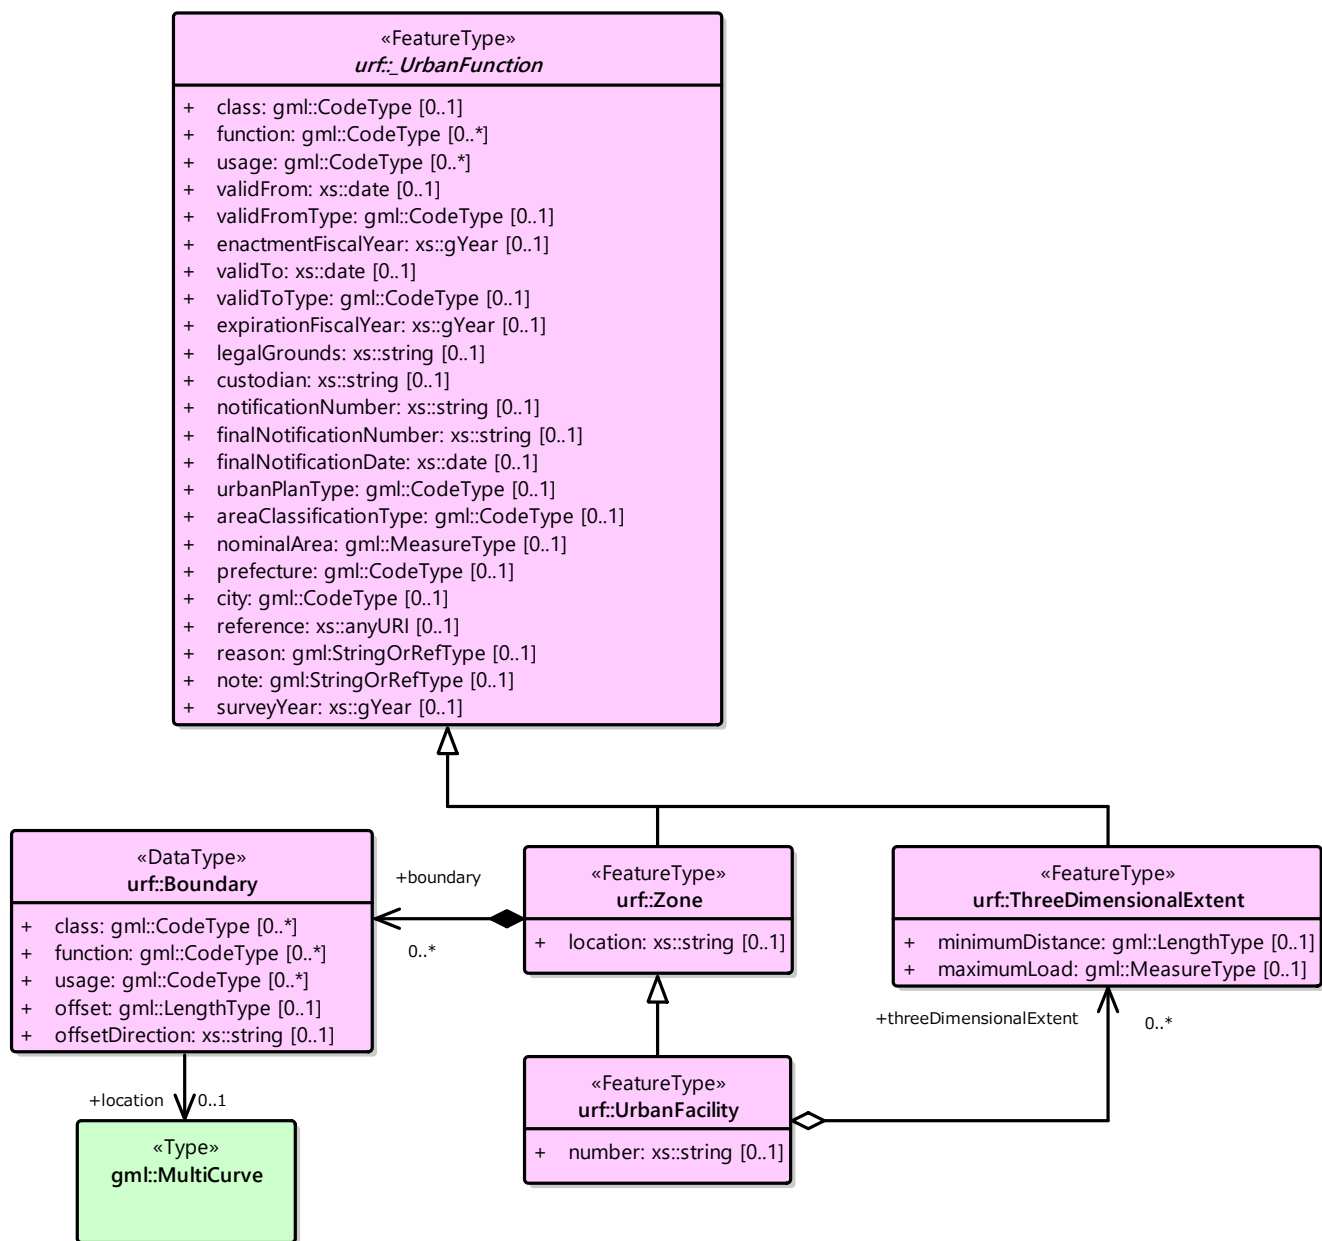 «FeatureType»
urf::_UrbanFunction
+ class: gml::CodeType [0..1]
+ function: gml::CodeType [0..*]
+ usage: gml::CodeType [0..*]
+ validFrom: xs::date [0..1]
+ validFromType: gml::CodeType [0..1]
+ enactmentFiscalYear: xs::gYear [0..1]
+ validTo: xs::date [0..1]
+ validToType: gml::CodeType [0..1]
+ expirationFiscalYear: xs::gYear [0..1]
+ legalGrounds: xs::string [0..1]
+ custodian: xs::string [0..1]
+ notificationNumber: xs::string [0..1]
+ finalNotificationNumber: xs::string [0..1]
+ finalNotificationDate: xs::date [0..1]
+ urbanPlanType: gml::CodeType [0..1]
+ areaClassificationType: gml::CodeType [0..1]
+ nominalArea: gml::MeasureType [0..1]
+ prefecture: gml::CodeType [0..1]
+ city: gml::CodeType [0..1]
+ reference: xs::anyURI [0..1]
+ reason: gml:StringOrRefType [0..1]
+ note: gml:StringOrRefType [0..1]
+ surveyYear: xs::gYear [0..1]
«DataType»
urf::Boundary
+ class: gml::CodeType [0..*]
+ function: gml::CodeType [0..*]
+ usage: gml::CodeType [0..*]
+ offset: gml::LengthType [0..1]
+ offsetDirection: xs::string [0..1]
+boundary
0..*
«FeatureType»
urf::Zone
+ location: xs::string [0..1]
«FeatureType»
urf::ThreeDimensionalExtent
+ minimumDistance: gml::LengthType [0..1]
+ maximumLoad: gml::MeasureType [0..1]
+threeDimensionalExtent
0..*
«FeatureType»
urf::UrbanFacility
+ number: xs::string [0..1]
+location
0..1
«Type»
gml::MultiCurve